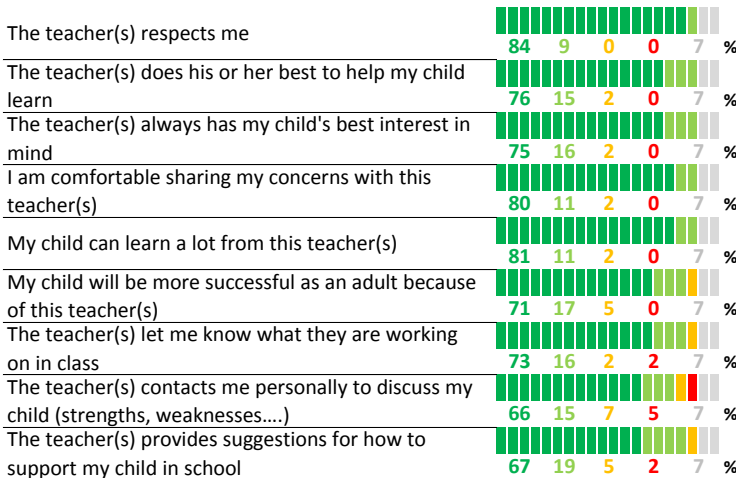 The teacher(s) respects me
84 9 0 0 7 %
The teacher(s) does his or her best to help my child
learn
76 15 2 0 7 %
The teacher(s) always has my child's best interest in
mind
75 16 2 0 7 %
I am comfortable sharing my concerns with this
teacher(s)
80 11 2 0 7 %
My child can learn a lot from this teacher(s)
81 11 2 0 7 %
My child will be more successful as an adult because
of this teacher(s)
71 17 5 0 7 %
The teacher(s) let me know what they are working
on in class
73 16 2 2 7 %
The teacher(s) contacts me personally to discuss my
child (strengths, weaknesses....)
66 15 7 5 7 %
The teacher(s) provides suggestions for how to
support my child in school
67 19 5 2 7 %